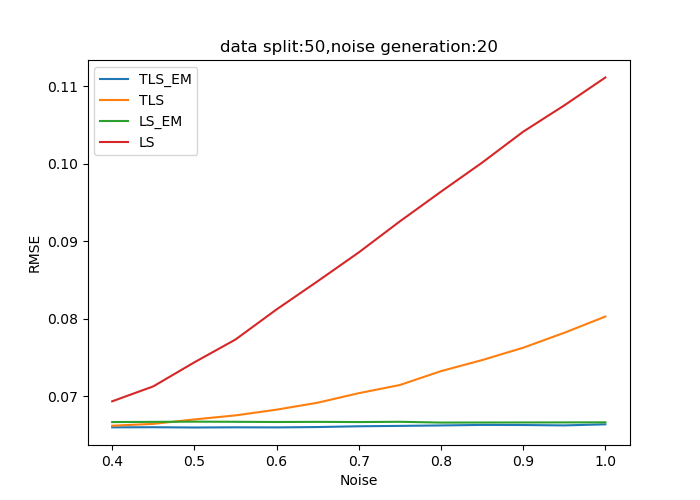 data split:50,noise generation:20
TLS_EM
TLS
LS_EM
LS
0.11
0.10
0.09
0.08
0.07
RMSE
0.4 0.5 0.6 0.7 0.8 0.9 1.0
Noise